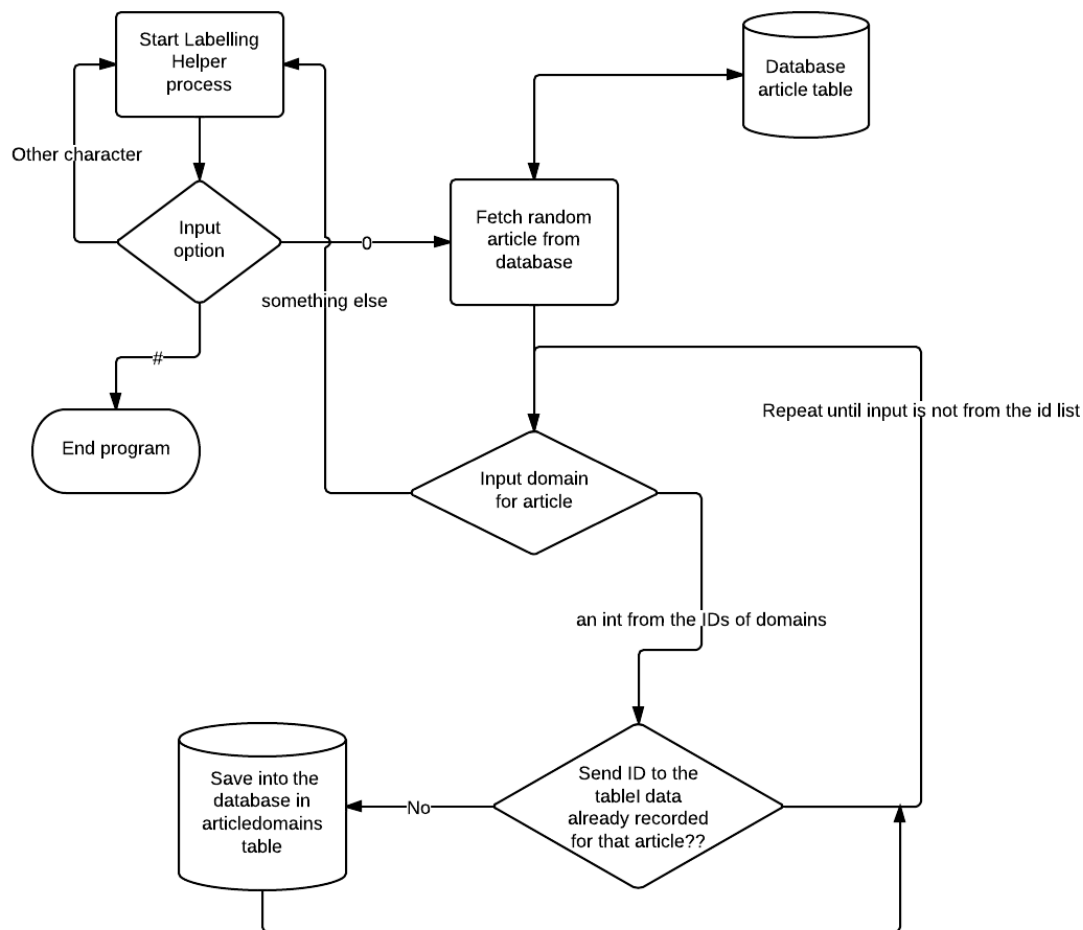 Start Labelling
Helper
process
Database
article table
Other character
Input
option
0
Fetch random
article from
database
something else
#
End program
Repeat until input is not from the id list
Input domain
for article
an int from the IDs of domains
Save into the
database in
articledomains
table
No
Send ID to the
tableI data
already recorded
for that article??